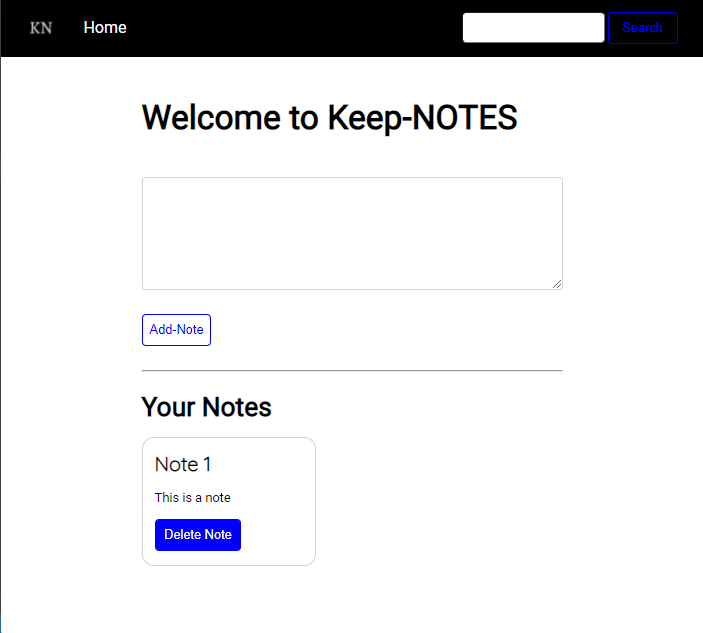 KN Home Search
Welcome to Keep-NOTES
Add-Note
Your Notes
Note 1
This is a note
Delete Note